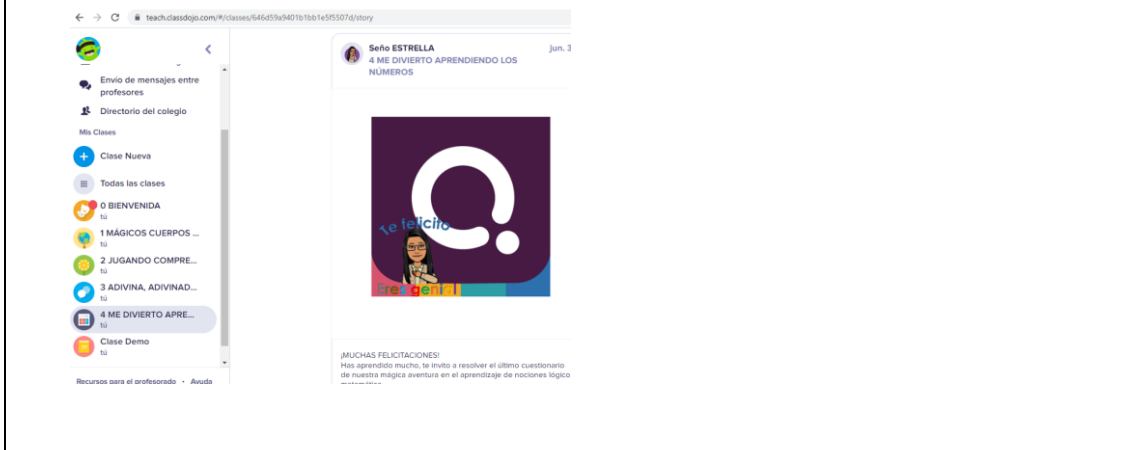 teach.classdojo.com/#/classes/646d59a9401b1bb1e5f5507d/story
Envío de mensajes entre
profesores
Directorio del colegio
Mis Clases
Clase Nueva
Todas las clases
0 BIENVENIDA
tú
1 MÁGICOS CUERPOS ...
tú
2 JUGANDO COMPRE...
tú
3 ADIVINA, ADIVINAD...
tú
4 ME DIVIERTO APRE...
tú
Clase Demo
tú
Recursos para el profesorado · Ayuda
Seño ESTRELLA
jun. 3
4 ME DIVIERTO APRENDIENDO LOS
NÚMEROS
Te felicito
Eres genial
¡MUCHAS FELICITACIONES!
Has aprendido mucho, te invito a resolver el último cuestionario
de nuestra mágica aventura en el aprendizaje de nociones lógico